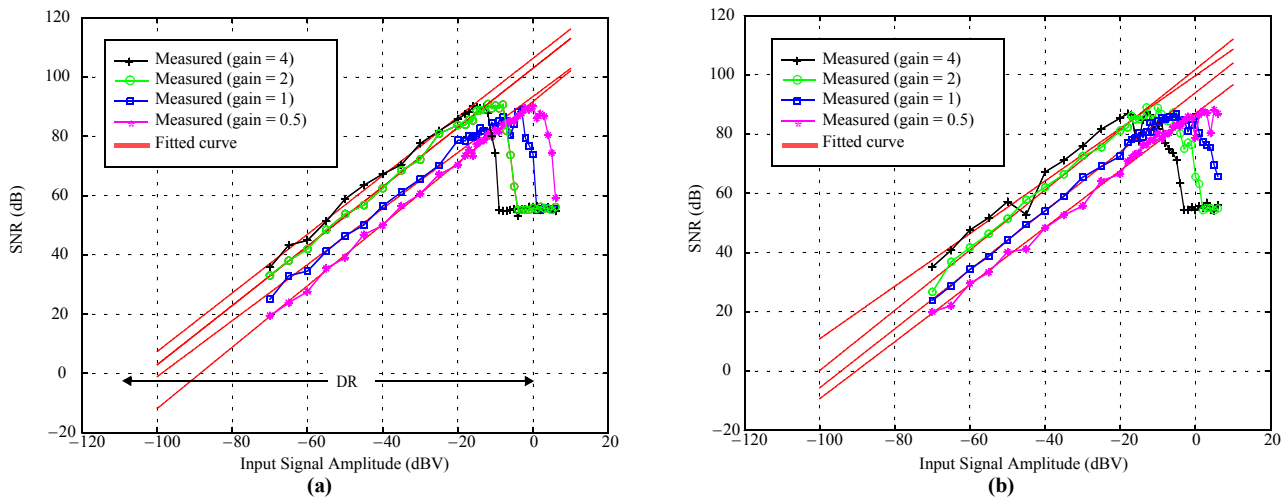 120
100
80
60
40
20
0
−20
SNR (dB)
Measured (gain = 4)
Measured (gain = 2)
Measured (gain = 1)
Measured (gain = 0.5)
Fitted curve
DR
−120
−100
−80
−60
−40
−20
0
20
Input Signal Amplitude (dBV)
(a)
120
100
80
60
40
20
0
−20
SNR (dB)
Measured (gain = 4)
Measured (gain = 2)
Measured (gain = 1)
Measured (gain = 0.5)
Fitted curve
−120
−100
−80
−60
−40
−20
0
20
Input Signal Amplitude (dBV)
(b)